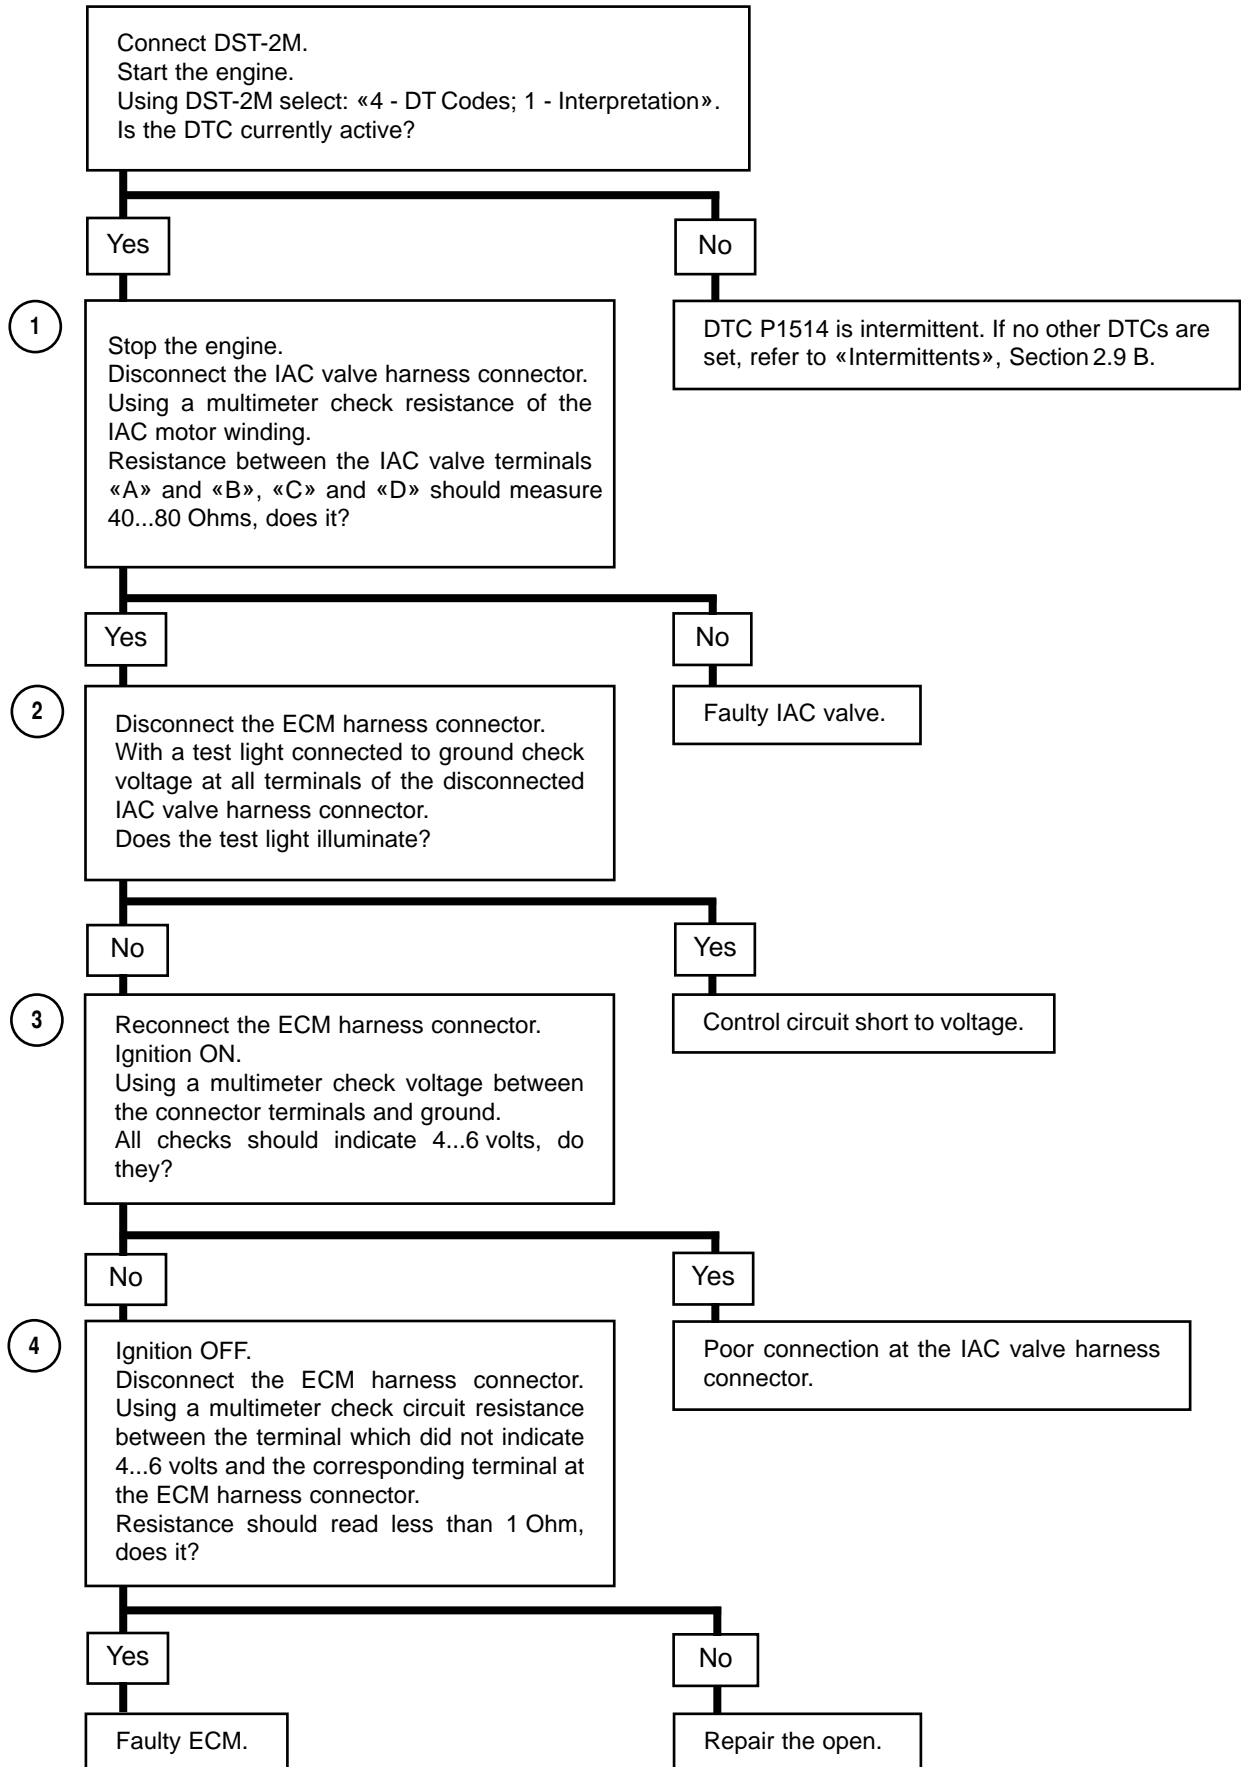 Connect DST-2M.
Start the engine.
Using DST-2M select: «4 - DT Codes; 1 - Interpretation».
Is the DTC currently active?
Yes
No
1
Stop the engine.
Disconnect the IAC valve harness connector.
Using a multimeter check resistance of the
IAC motor winding.
Resistance between the IAC valve terminals
«A» and «B», «C» and «D» should measure
40...80 Ohms, does it?
DTC P1514 is intermittent. If no other DTCs are
set, refer to «Intermittents», Section 2.9 B.
Yes
No
2
Disconnect the ECM harness connector.
With a test light connected to ground check
voltage at all terminals of the disconnected
IAC valve harness connector.
Does the test light illuminate?
Faulty IAC valve.
No
Yes
3
Reconnect the ECM harness connector.
Ignition ON.
Using a multimeter check voltage between
the connector terminals and ground.
All checks should indicate 4...6 volts, do
they?
Control circuit short to voltage.
No
Yes
4
Ignition OFF.
Disconnect the ECM harness connector.
Using a multimeter check circuit resistance
between the terminal which did not indicate
4...6 volts and the corresponding terminal at
the ECM harness connector.
Resistance should read less than 1 Ohm,
does it?
Poor connection at the IAC valve harness
connector.
Yes
No
Faulty ECM.
Repair the open.